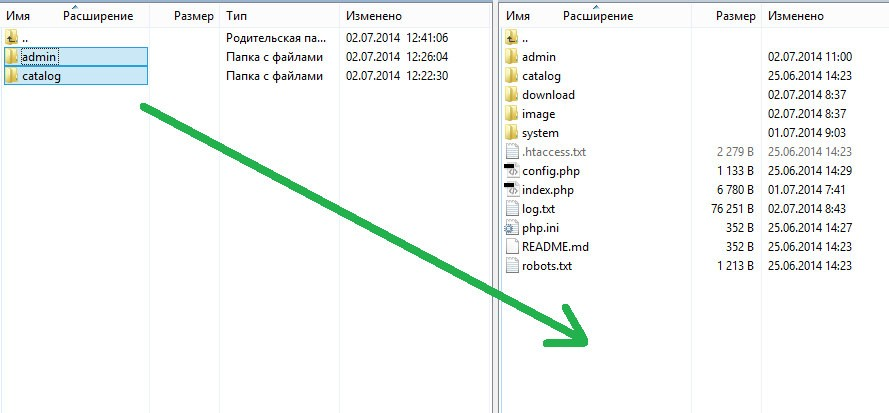 Имя Расширение Размер Тип Изменено
.. Родительская па... 02.07.2014 12:41:06
admin Папка с файлами 02.07.2014 12:26:04
catalog Папка с файлами 02.07.2014 12:22:30
Имя Расширение Размер Изменено
..
admin 02.07.2014 11:00
catalog 25.06.2014 14:23
download 02.07.2014 8:37
image 02.07.2014 8:37
system 01.07.2014 9:03
.htaccess.txt 2 279 B 25.06.2014 14:23
config.php 1 133 B 25.06.2014 14:29
index.php 6 780 B 01.07.2014 7:41
log.txt 76 251 B 02.07.2014 8:43
php.ini 352 B 25.06.2014 14:27
README.md 352 B 25.06.2014 14:23
robots.txt 1 213 B 25.06.2014 14:23